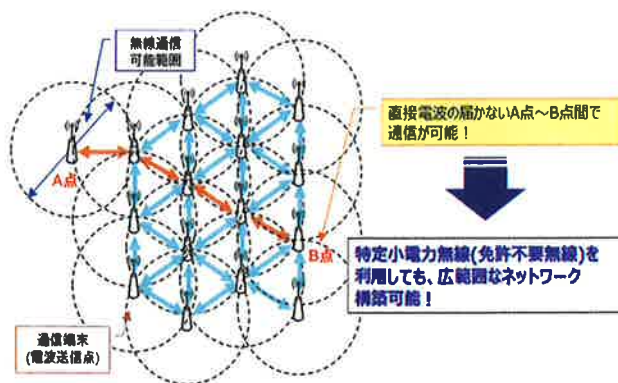 無線通信
可能範囲
A点
B点
直接電波の届かないA点～B点間で
通信が可能！
特定小電力無線(免許不要無線)を
利用しても、広範囲なネットワーク
構築可能！
通信端末
(電波送信点)